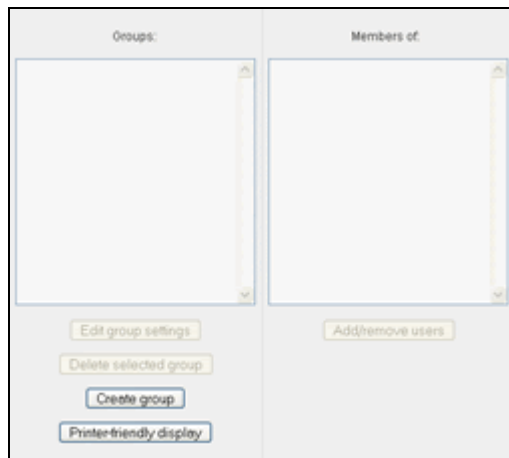 Groups:
Members of:
Edit group settings
Add/remove users
Delete selected group
Create group
Printer-friendly display